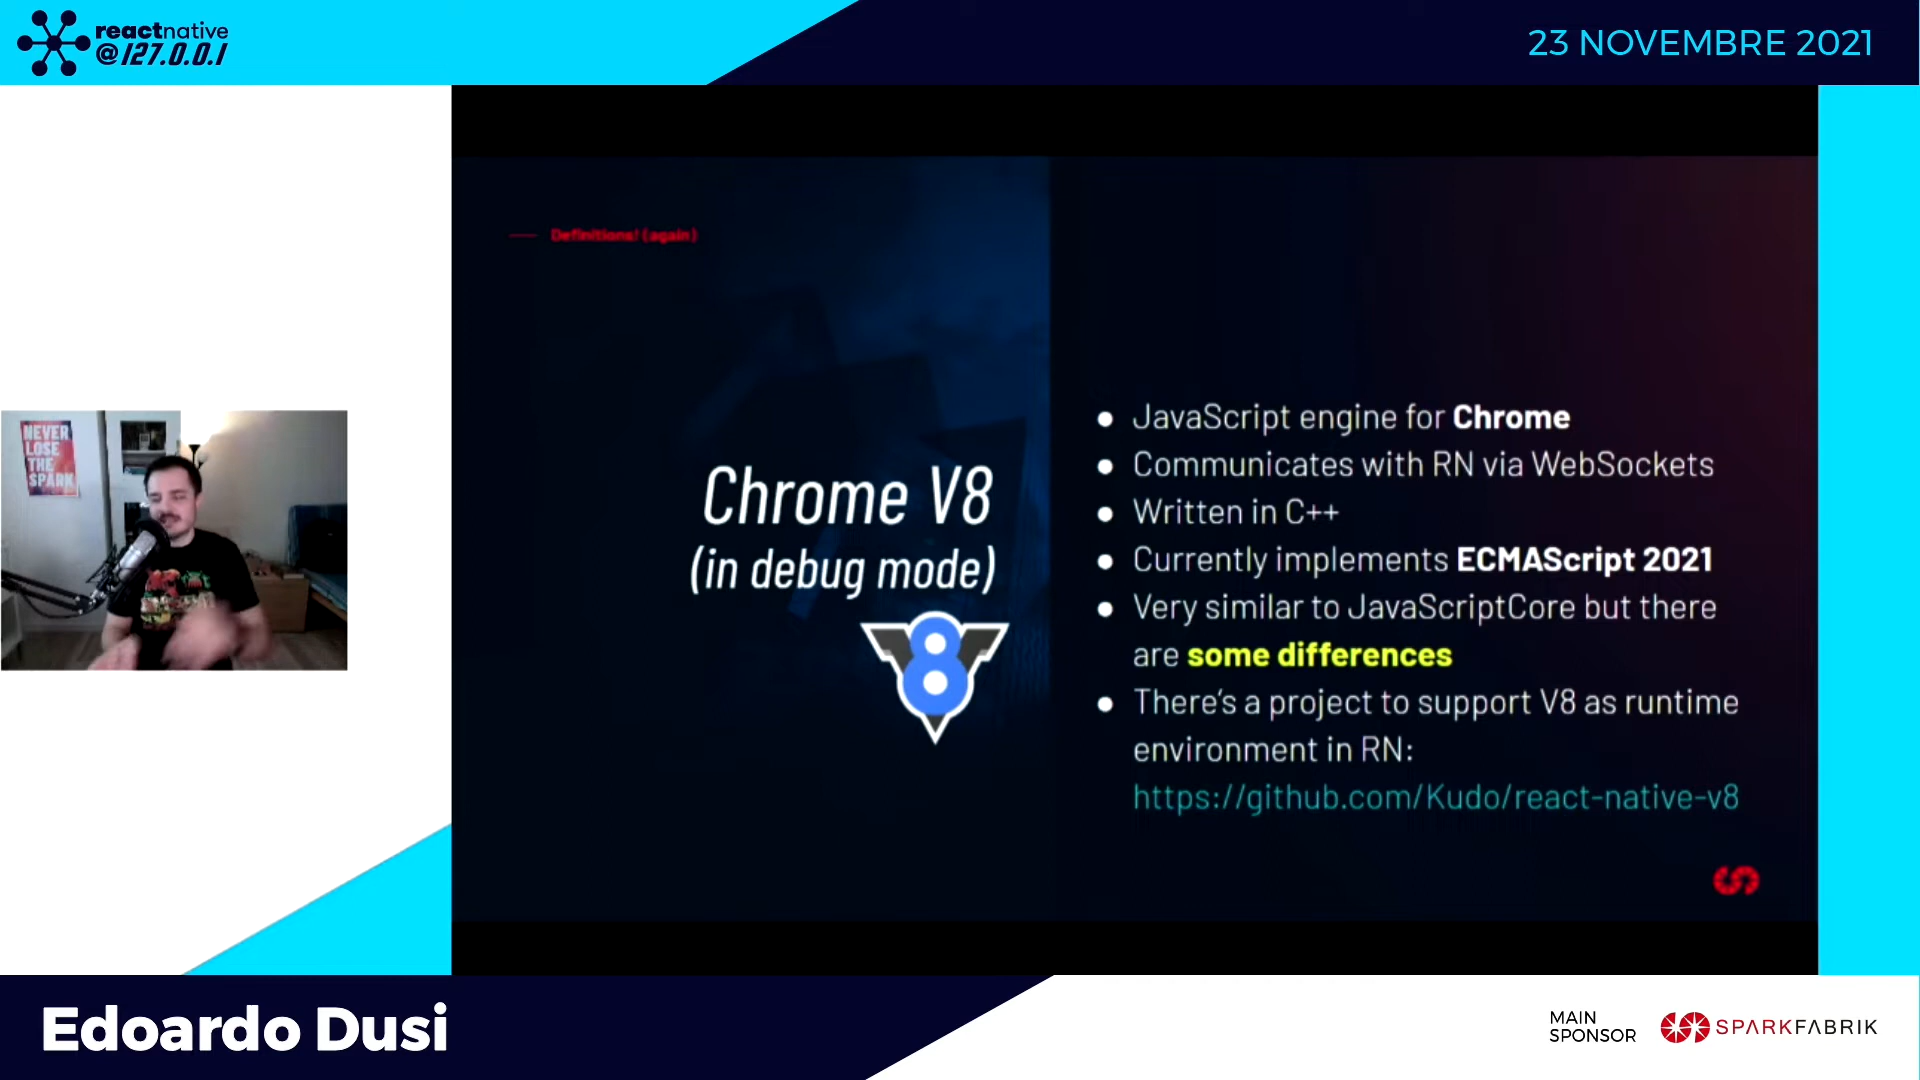 reactnative
@127.0.0.1
23 NOVEMBRE 2021
Definitions! (again)
NEVER
LOSE
THE
SPARK
Chrome V8
(in debug mode)
● JavaScript engine for Chrome
● Communicates with RN via WebSockets
● Written in C++
● Currently implements ECMAScript 2021
● Very similar to JavaScriptCore but there
are some differences
● There's a project to support V8 as runtime
environment in RN:
https://github.com/Kudo/react-native-v8
Edoardo Dusi
MAIN
SPONSOR
SPARKFABRIK